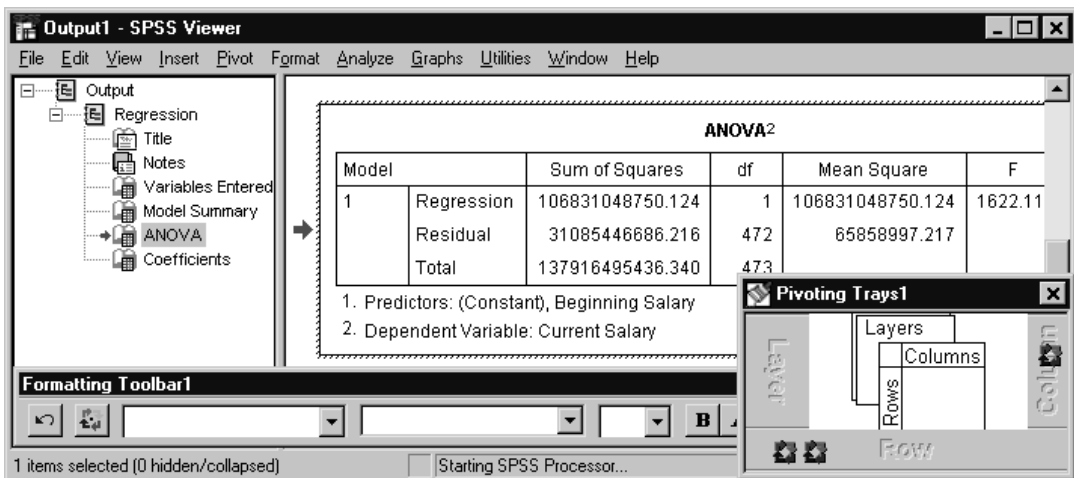 Output1 - SPSS Viewer
File Edit View Insert Pivot Format Analyze Graphs Utilities Window Help
Output
Regression
Title
Notes
Variables Entered
Model Summary
ANOVA
Coefficients
ANOVA2
Model Sum of Squares df Mean Square F
1 Regression 106831048750.124 1 106831048750.124 1622.11
Residual 31085446686.216 472 65858997.217
Total 137916495436.340 473
1. Predictors: (Constant), Beginning Salary
2. Dependent Variable: Current Salary
Pivoting Trays1
Layer
Layers
Columns
Rows
Column
Row
Formatting Toolbar1
B
1 items selected (0 hidden/collapsed) Starting SPSS Processor...